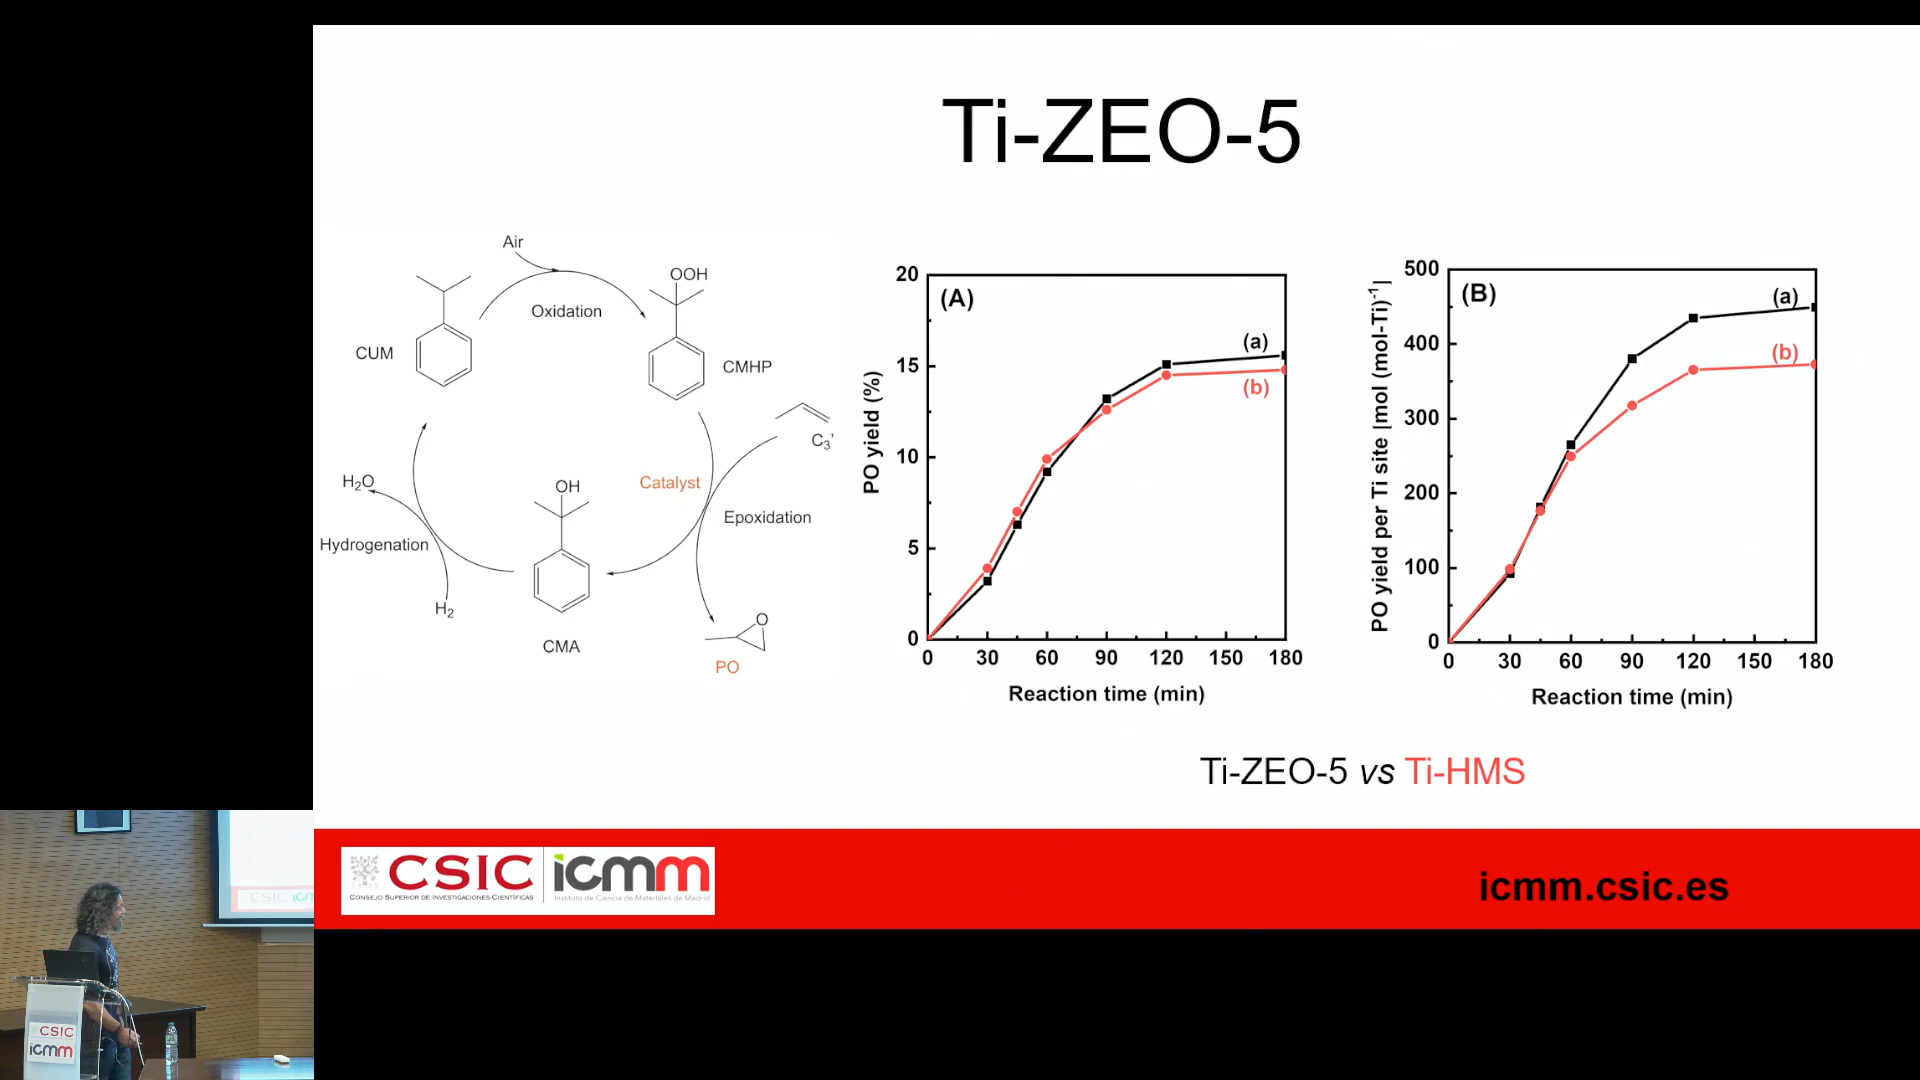 Ti-ZEO-5
Air
OOH
Oxidation
CUM
CMHP
C3'
H2O
OH
Catalyst
Epoxidation
Hydrogenation
H2
O
CMA
PO
(A)
(a)
(b)
20
15
10
5
0
PO yield (%)
0 30 60 90 120 150 180
Reaction time (min)
(B)
(a)
(b)
500
400
300
200
100
0
PO yield per Ti site [mol (mol-Ti)-1]
0 30 60 90 120 150 180
Reaction time (min)
Ti-ZEO-5 vs Ti-HMS
CSIC
CONSEJO SUPERIOR DE INVESTIGACIONES CIENTÍFICAS
icmm
Instituto de Ciencia de Materiales de Madrid
icmm.csic.es
CSIC
CSIC
icmm